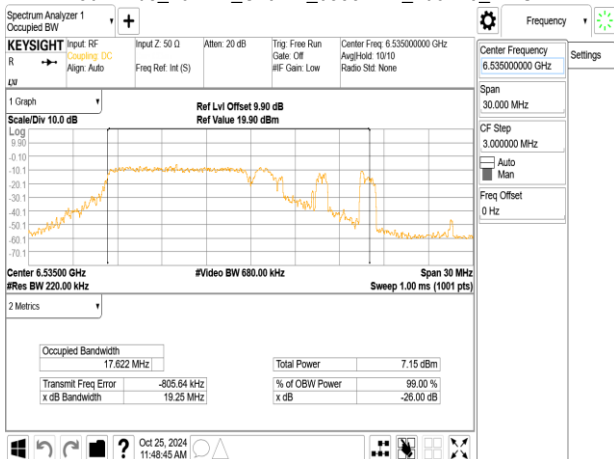 Spectrum Analyzer 1
Occupied BW
Frequency
KEYSIGHT
R
LXI
Input: RF
Coupling: DC
Align: Auto
Input Z: 50 Ω
Freq Ref: Int (S)
Atten: 20 dB
Trig: Free Run
Gate: Off
#IF Gain: Low
Center Freq: 6.535000000 GHz
Avg|Hold: 10/10
Radio Std: None
Center Frequency
6.535000000 GHz
Settings
Span
30.000 MHz
CF Step
3.000000 MHz
Auto
Man
Freq Offset
0 Hz
1 Graph
Scale/Div 10.0 dB
Ref Lvl Offset 9.90 dB
Ref Value 19.90 dBm
Log
9.90
-0.10
-10.1
-20.1
-30.1
-40.1
-50.1
-60.1
-70.1
Center 6.53500 GHz
#Res BW 220.00 kHz
#Video BW 680.00 kHz
Span 30 MHz
Sweep 1.00 ms (1001 pts)
2 Metrics
Occupied Bandwidth
17.622 MHz
Total Power 7.15 dBm
Transmit Freq Error -805.64 kHz
% of OBW Power 99.00 %
x dB Bandwidth 19.25 MHz
x dB -26.00 dB
?
Oct 25, 2024
11:48:45 AM